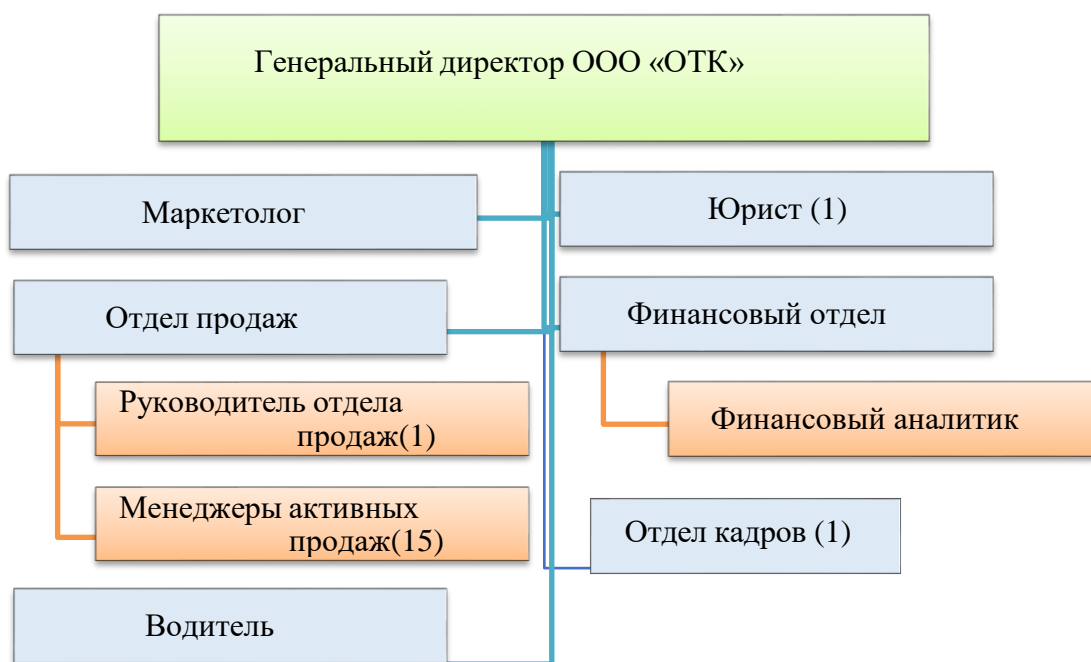 Генеральный директор ООО «ОТК»
Маркетолог
Юрист (1)
Отдел продаж
Финансовый отдел
Руководитель отдела
продаж(1)
Финансовый аналитик
Менеджеры активных
продаж(15)
Отдел кадров (1)
Водитель